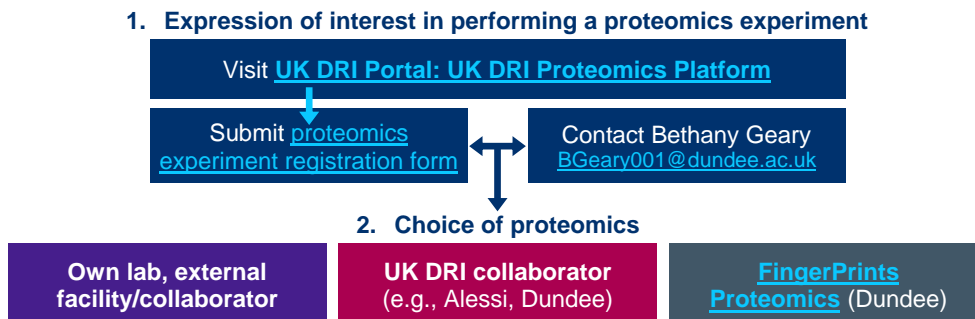 1. Expression of interest in performing a proteomics experiment
Visit UK DRI Portal: UK DRI Proteomics Platform
Submit proteomics
experiment registration form
Contact Bethany Geary
BGeary001@dundee.ac.uk
2. Choice of proteomics
Own lab, external
facility/collaborator
UK DRI collaborator
(e.g., Alessi, Dundee)
FingerPrints
Proteomics (Dundee)